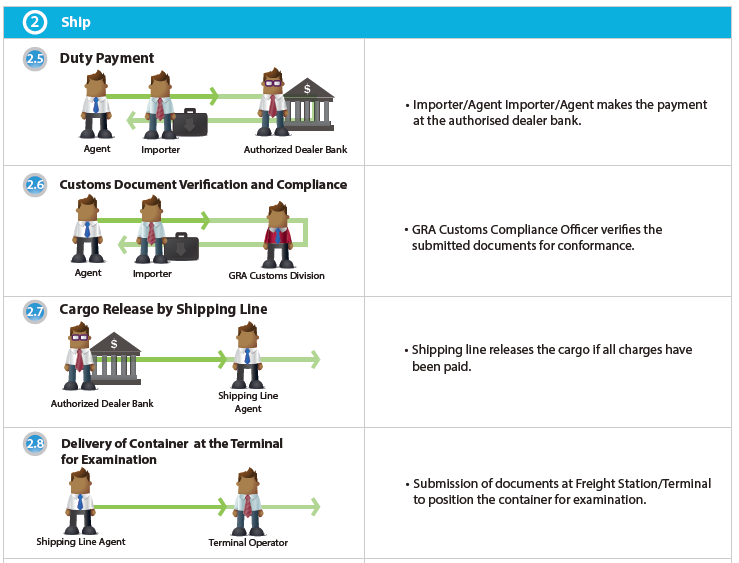 2 Ship
2.5 Duty Payment
$
Agent
Importer
Authorized Dealer Bank
• Importer/Agent Importer/Agent makes the payment
at the authorised dealer bank.
2.6 Customs Document Verification and Compliance
Agent
Importer
GRA Customs Division
• GRA Customs Compliance Officer verifies the
submitted documents for conformance.
2.7 Cargo Release by Shipping Line
$
Authorized Dealer Bank
Shipping Line
Agent
• Shipping line releases the cargo if all charges have
been paid.
2.8 Delivery of Container at the Terminal
for Examination
Shipping Line Agent
Terminal Operator
• Submission of documents at Freight Station/Terminal
to position the container for examination.